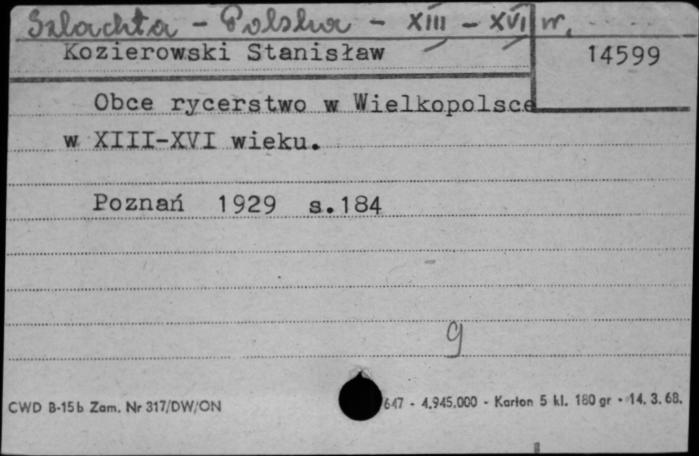 Szlachta - Polska - XIII - XVI w.
Kozierowski Stanisław
14599
Obce rycerstwo w Wielkopolsce
w XIII-XVI wieku.
Poznań 1929 s.184
g
CWD B-15b Zam. Nr 317/DW/ON
647 - 4.945.000 - Karton 5 kl. 180 gr - 14. 3. 68.